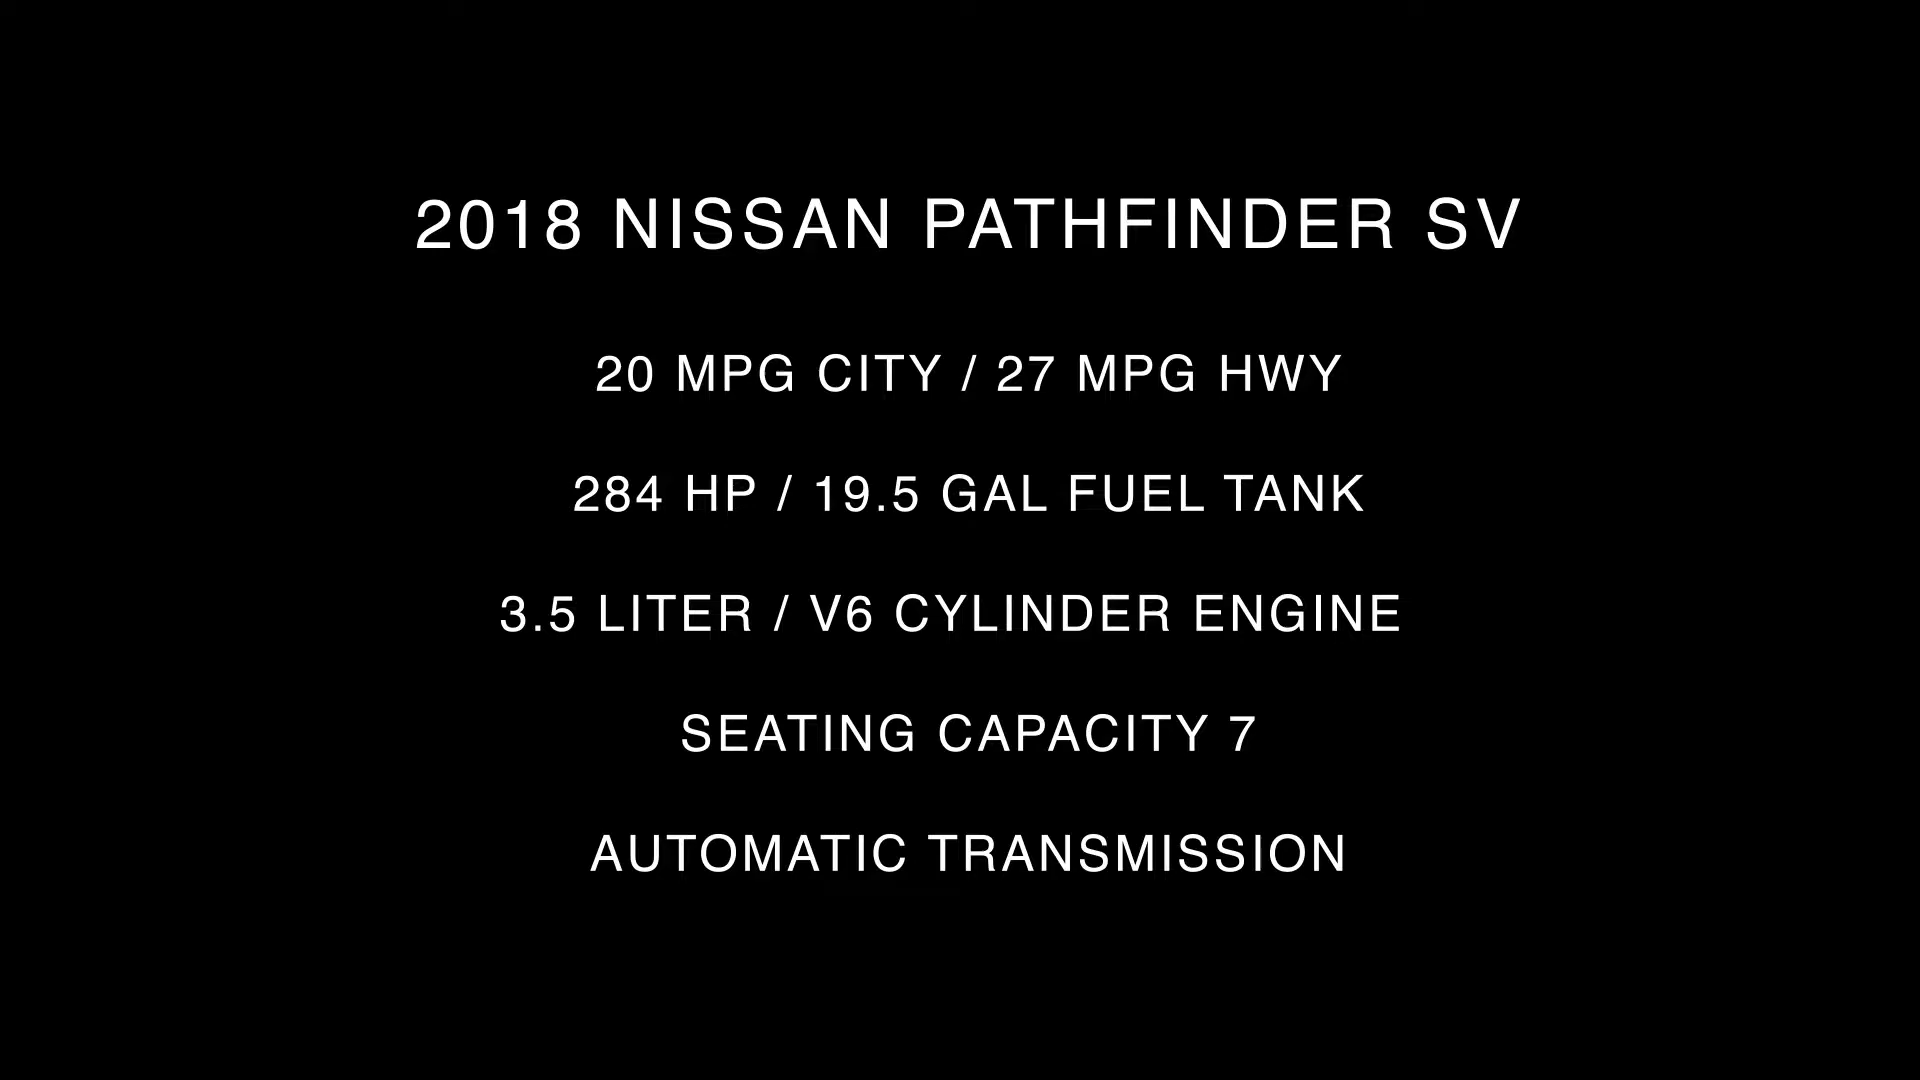 2018 NISSAN PATHFINDER SV
20 MPG CITY / 27 MPG HWY
284 HP / 19.5 GAL FUEL TANK
3.5 LITER / V6 CYLINDER ENGINE
SEATING CAPACITY 7
AUTOMATIC TRANSMISSION